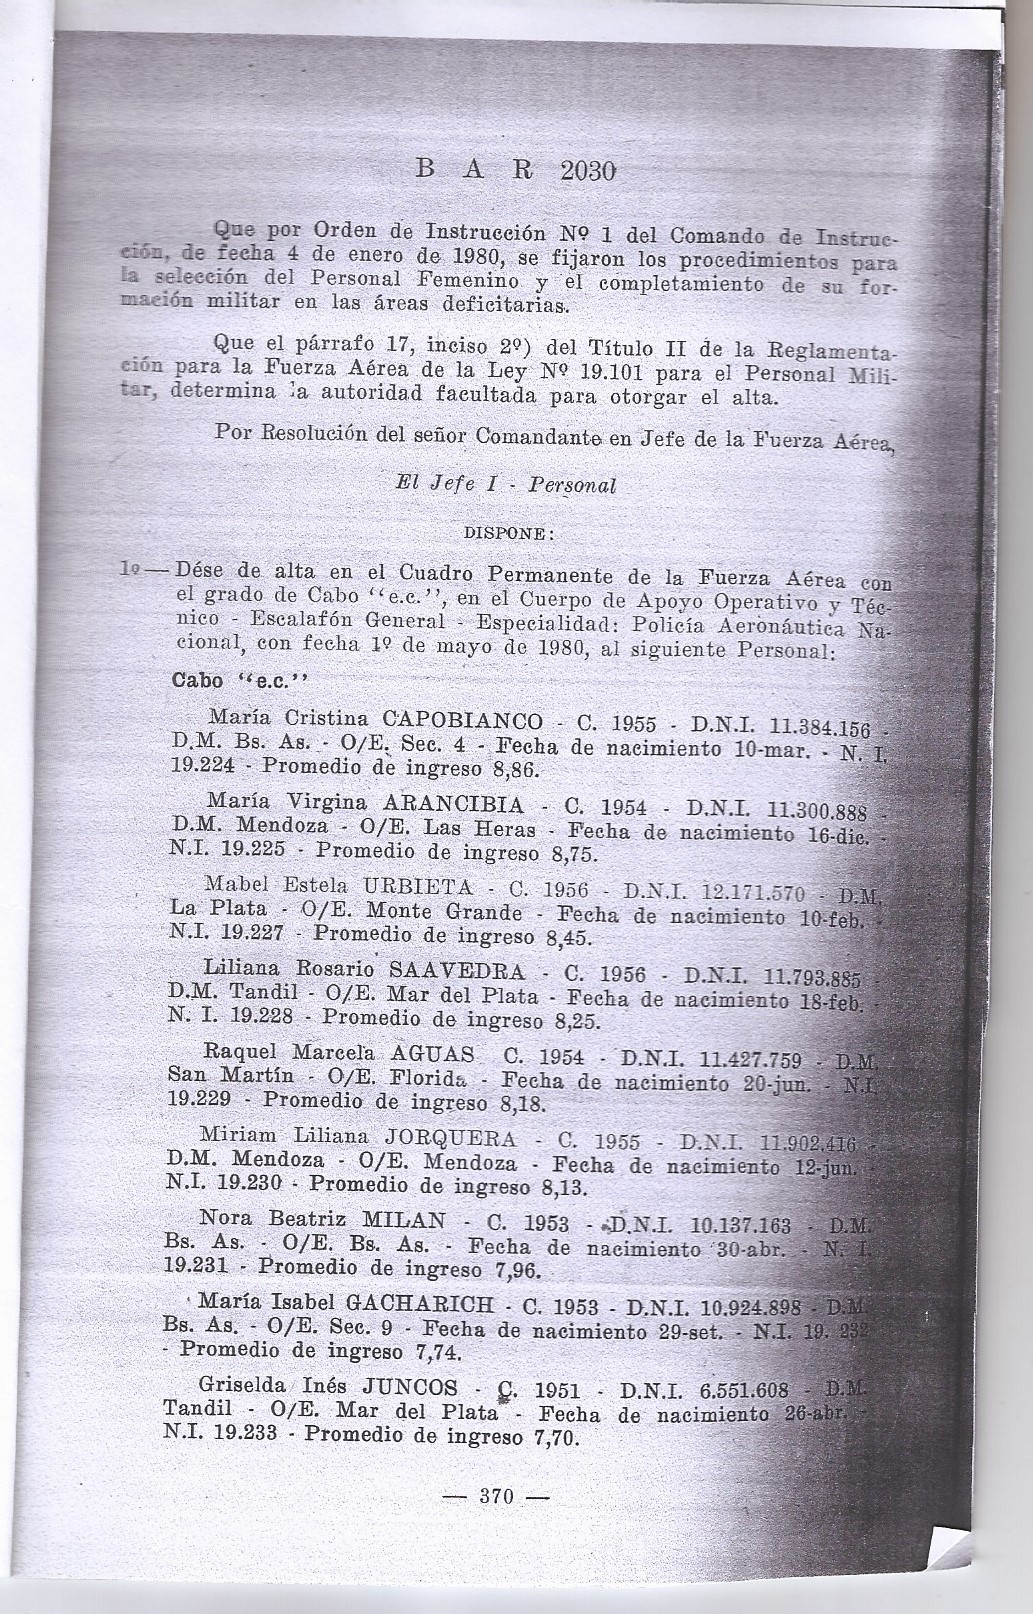 B A R 2030
Que por Orden de Instrucción Nº 1 del Comando de Instruc-
ción, de fecha 4 de enero de 1980, se fijaron los procedimientos para
la selección del Personal Femenino y el completamiento de su for-
mación militar en las áreas deficitarias.
Que el párrafo 17, inciso 2º) del Título II de la Reglamenta-
ción para la Fuerza Aérea de la Ley Nº 19.101 para el Personal Mili-
tar, determina la autoridad facultada para otorgar el alta.
Por Resolución del señor Comandante en Jefe de la Fuerza Aérea,
El Jefe I - Personal
DISPONE:
1º — Dése de alta en el Cuadro Permanente de la Fuerza Aérea con
el grado de Cabo “e.c.”, en el Cuerpo de Apoyo Operativo y Téc-
nico - Escalafón General - Especialidad: Policía Aeronáutica Na-
cional, con fecha 1º de mayo de 1980, al siguiente Personal:
Cabo “e.c.”
María Cristina CAPOBIANCO - C. 1955 - D.N.I. 11.384.156 -
D.M. Bs. As. - O/E. Sec. 4 - Fecha de nacimiento 10-mar. - N. I.
19.224 - Promedio de ingreso 8,86.
María Virgina ARANCIBIA - C. 1954 - D.N.I. 11.300.888 -
D.M. Mendoza - O/E. Las Heras - Fecha de nacimiento 16-dic. -
N.I. 19.225 - Promedio de ingreso 8,75.
Mabel Estela URBIETA - C. 1956 - D.N.I. 12.171.570 - D.M.
La Plata - O/E. Monte Grande - Fecha de nacimiento 10-feb. -
N.I. 19.227 - Promedio de ingreso 8,45.
Liliana Rosario SAAVEDRA - C. 1956 - D.N.I. 11.793.885 -
D.M. Tandil - O/E. Mar del Plata - Fecha de nacimiento 18-feb.
N. I. 19.228 - Promedio de ingreso 8,25.
Raquel Marcela AGUAS C. 1954 - D.N.I. 11.427.759 - D.M.
San Martín - O/E. Florida - Fecha de nacimiento 20-jun. - N.I.
19.229 - Promedio de ingreso 8,18.
Miriam Liliana JORQUERA - C. 1955 - D.N.I. 11.902.416 -
D.M. Mendoza - O/E. Mendoza - Fecha de nacimiento 12-jun.
N.I. 19.230 - Promedio de ingreso 8,13.
Nora Beatriz MILAN - C. 1953 - D.N.I. 10.137.163 - D.M.
Bs. As. - O/E. Bs. As. - Fecha de nacimiento 30-abr. - N. I.
19.231 - Promedio de ingreso 7,96.
María Isabel GACHARICH - C. 1953 - D.N.I. 10.924.898 - D.M.
Bs. As. - O/E. Sec. 9 - Fecha de nacimiento 29-set. - N.I. 19. 232
- Promedio de ingreso 7,74.
Griselda Inés JUNCOS - C. 1951 - D.N.I. 6.551.608 - D.M.
Tandil - O/E. Mar del Plata - Fecha de nacimiento 26-abr. -
N.I. 19.233 - Promedio de ingreso 7,70.
— 370 —